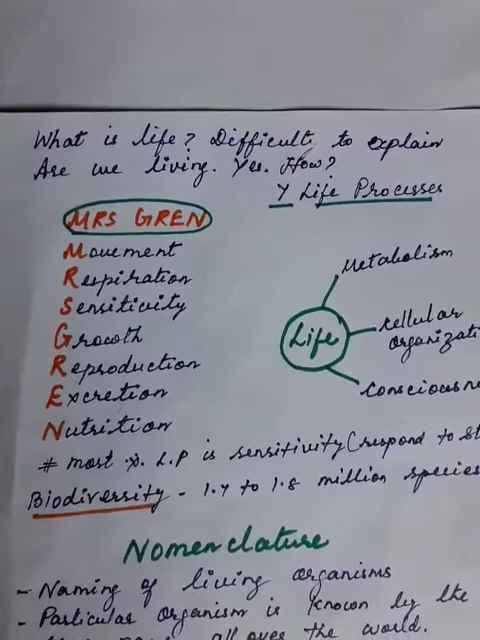 What is life? Difficult to explain
Are we living. Yes. How?
7 Life Processes
MRS GREN
Movement
Respiration
Sensitivity
Growth
Reproduction
Excretion
Nutrition
Metabolism
Life
cellular
organizati
Consciousne
# most
L.P is sensitivity (respond to st
Biodiversity - 1.7 to 1.8 million species
Nomenclature
- Naming of living organisms
- Particular organism is known by the
all over the world.